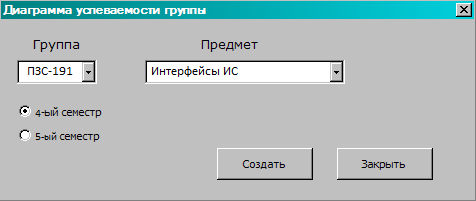 Диаграмма успеваемости группы
Группа Предмет
ПЗС-191 Интерфейсы ИС
4-ый семестр
5-ый семестр
Создать Закрыть